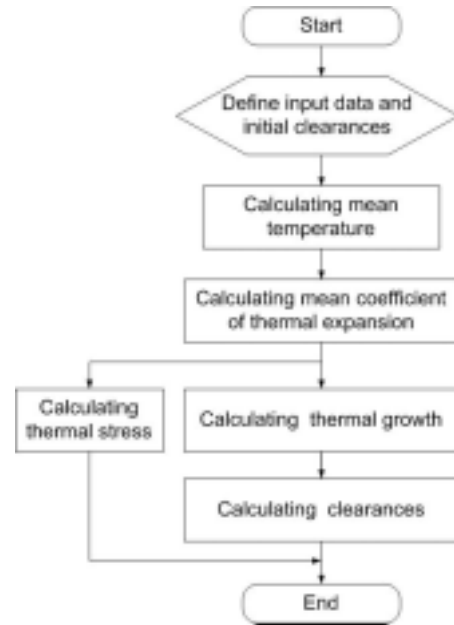 Start
Define input data and
initial clearances
Calculating mean
temperature
Calculating mean coefficient
of thermal expansion
Calculating
thermal stress
Calculating thermal growth
Calculating clearances
End